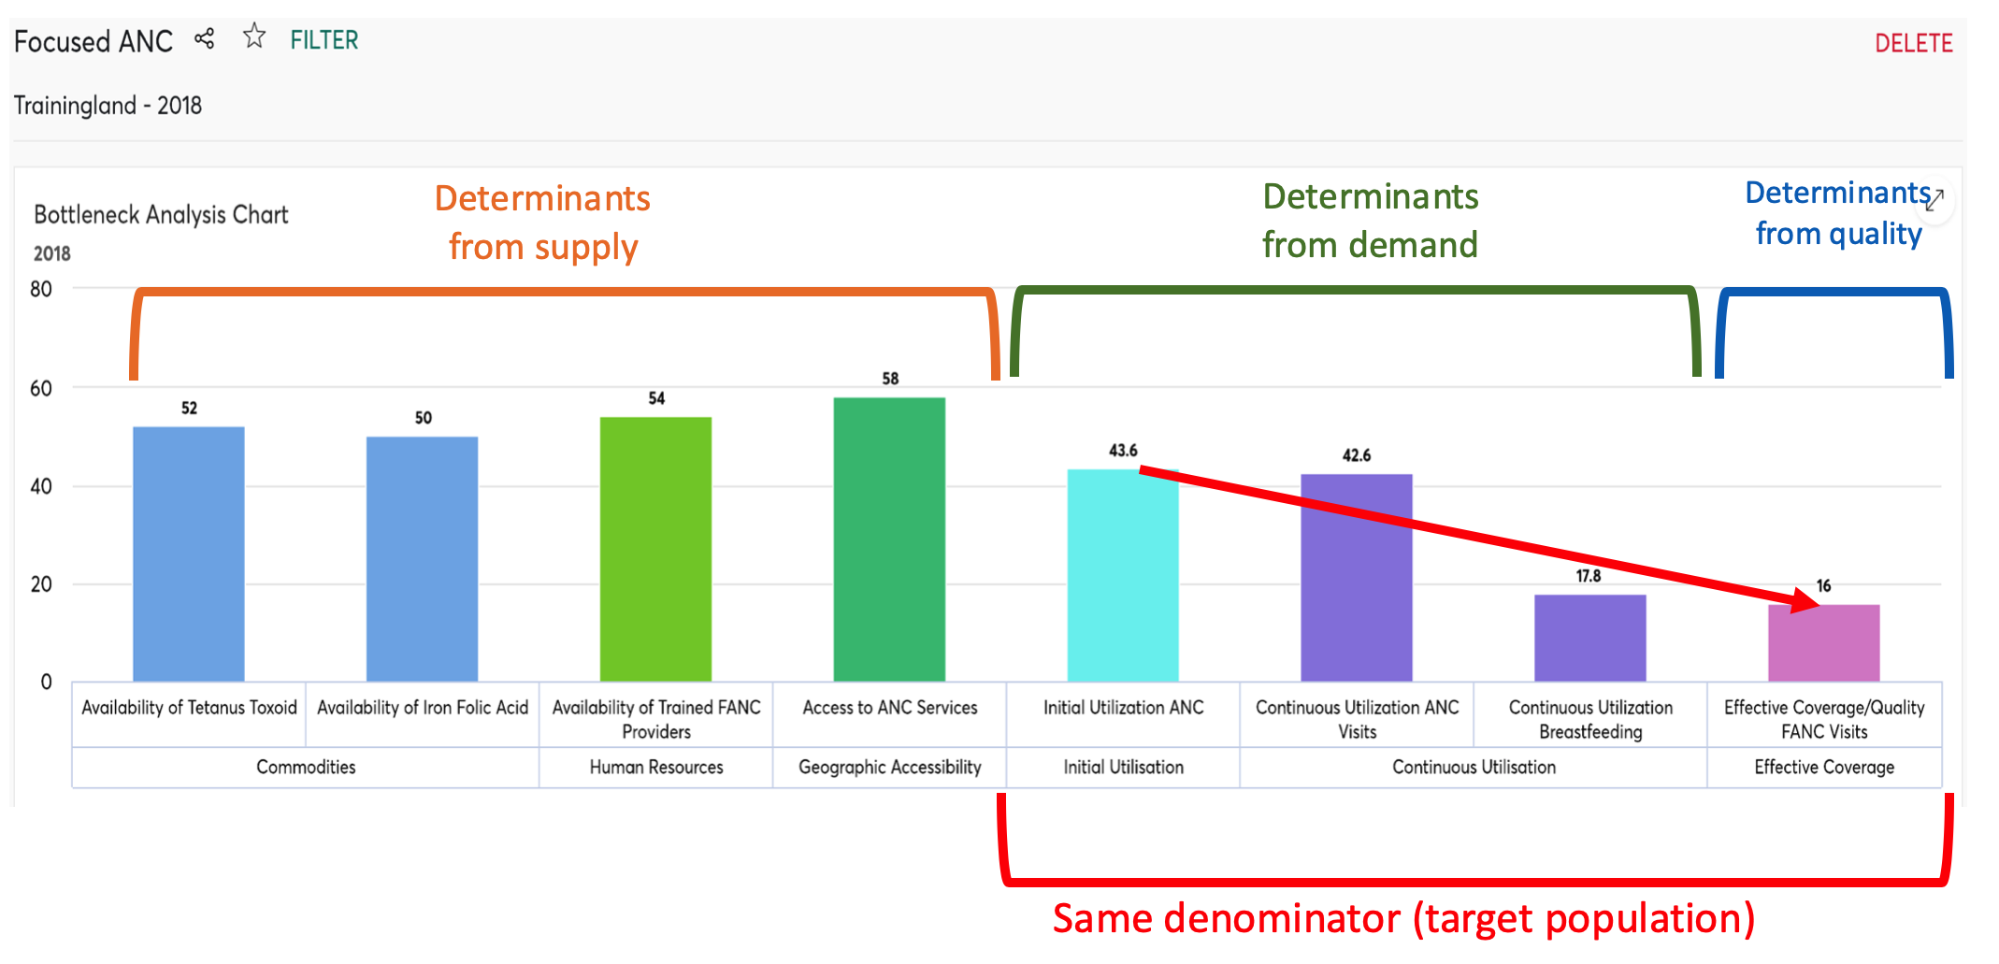 Focused ANC FILTER DELETE
Trainingland - 2018
Bottleneck Analysis Chart
2018
Determinants
from supply
Determinants
from demand
Determinants
from quality
80
60
40
20
0
52
50
54
58
43.6
42.6
17.8
16
Availability of Tetanus Toxoid
Availability of Iron Folic Acid
Availability of Trained FANC
Providers
Access to ANC Services
Initial Utilization ANC
Continuous Utilization ANC
Visits
Continuous Utilization
Breastfeeding
Effective Coverage/Quality
FANC Visits
Commodities
Human Resources
Geographic Accessibility
Initial Utilisation
Continuous Utilisation
Effective Coverage
Same denominator (target population)